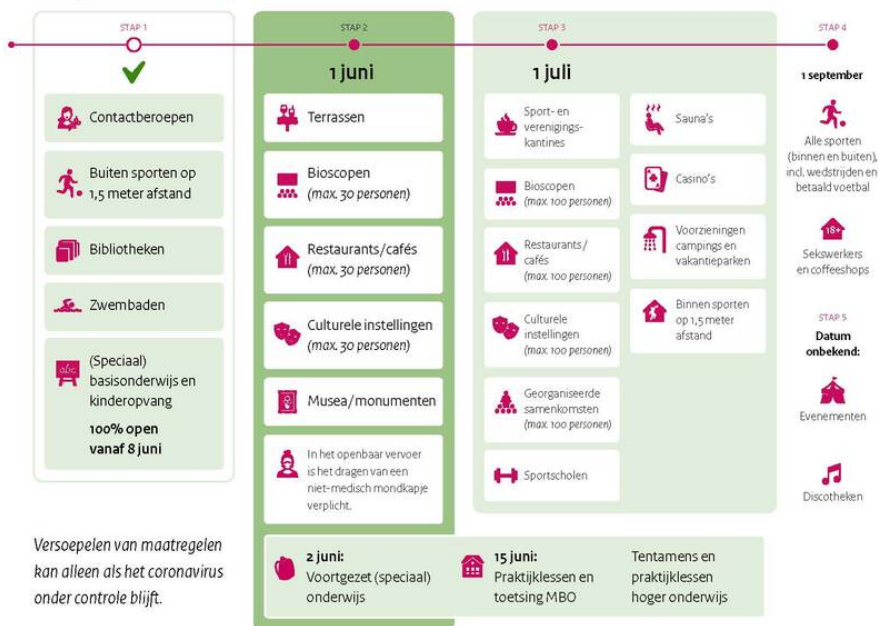 STAP 1
Contactberoepen
Buiten sporten op
1,5 meter afstand
Bibliotheken
Zwembaden
abc
(Speciaal)
basisonderwijs en
kinderopvang
100% open
vanaf 8 juni
STAP 2
1 juni
Terrassen
Bioscopen
(max. 30 personen)
Restaurants/cafés
(max. 30 personen)
Culturele instellingen
(max. 30 personen)
Musea/monumenten
In het openbaar vervoer
is het dragen van een
niet-medisch mondkapje
verplicht.
STAP 3
1 juli
Sport- en
verenigings-
kantines
Bioscopen
(max. 100 personen)
Restaurants/
cafés
(max. 100 personen)
Culturele
instellingen
(max. 100 personen)
Georganiseerde
samenkomsten
(max. 100 personen)
Sportscholen
Sauna's
Casino's
Voorzieningen
campings en
vakantieparken
Binnen sporten
op 1,5 meter
afstand
STAP 4
1 september
Alle sporten
(binnen en buiten),
incl. wedstrijden en
betaald voetbal
18+
Sekswerkers
en coffeeshops
STAP 5
Datum
onbekend:
Evenementen
Discotheken
Versoepelen van maatregelen
kan alleen als het coronavirus
onder controle blijft.
2 juni:
Voortgezet (speciaal)
onderwijs
15 juni:
Praktijklessen en
toetsing MBO
Tentamens en
praktijklessen
hoger onderwijs